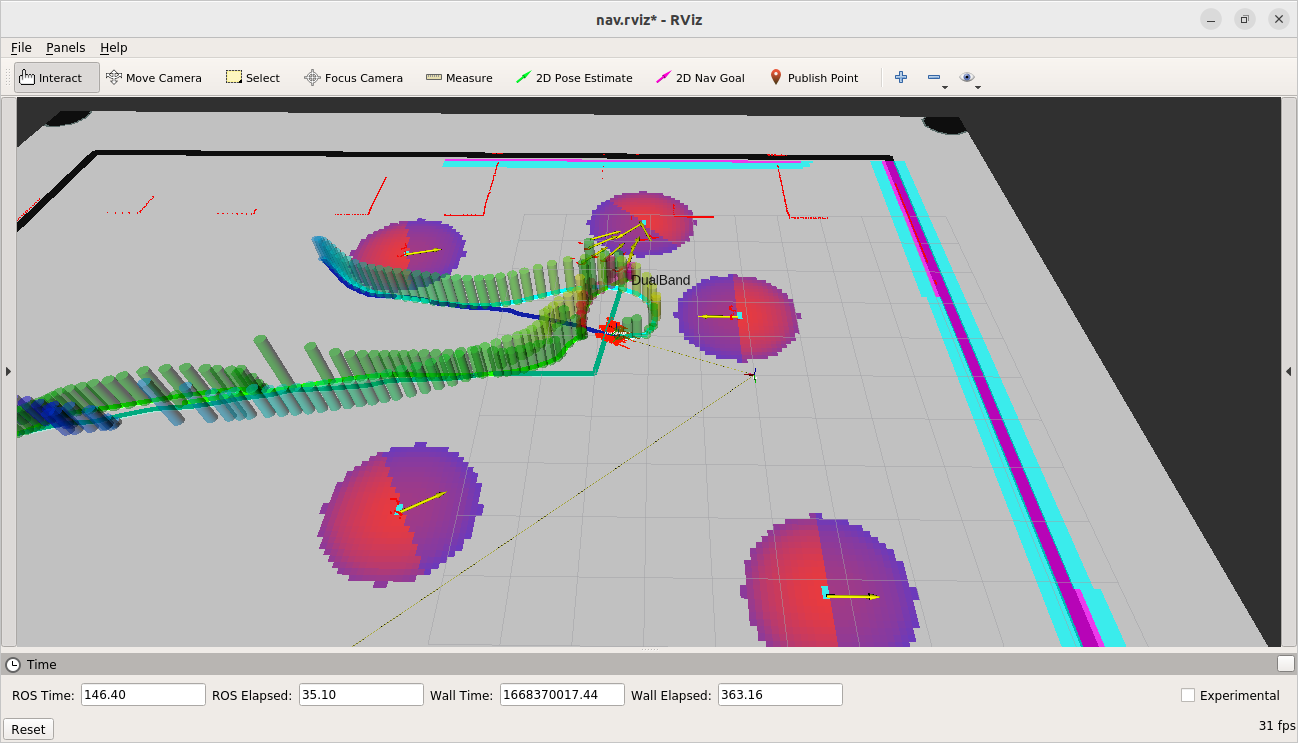 nav.rviz* - RViz
File Panels Help
Interact Move Camera Select Focus Camera Measure 2D Pose Estimate 2D Nav Goal Publish Point
DualBand
Time
ROS Time: 146.40 ROS Elapsed: 35.10 Wall Time: 1668370017.44 Wall Elapsed: 363.16 Experimental
Reset 31 fps